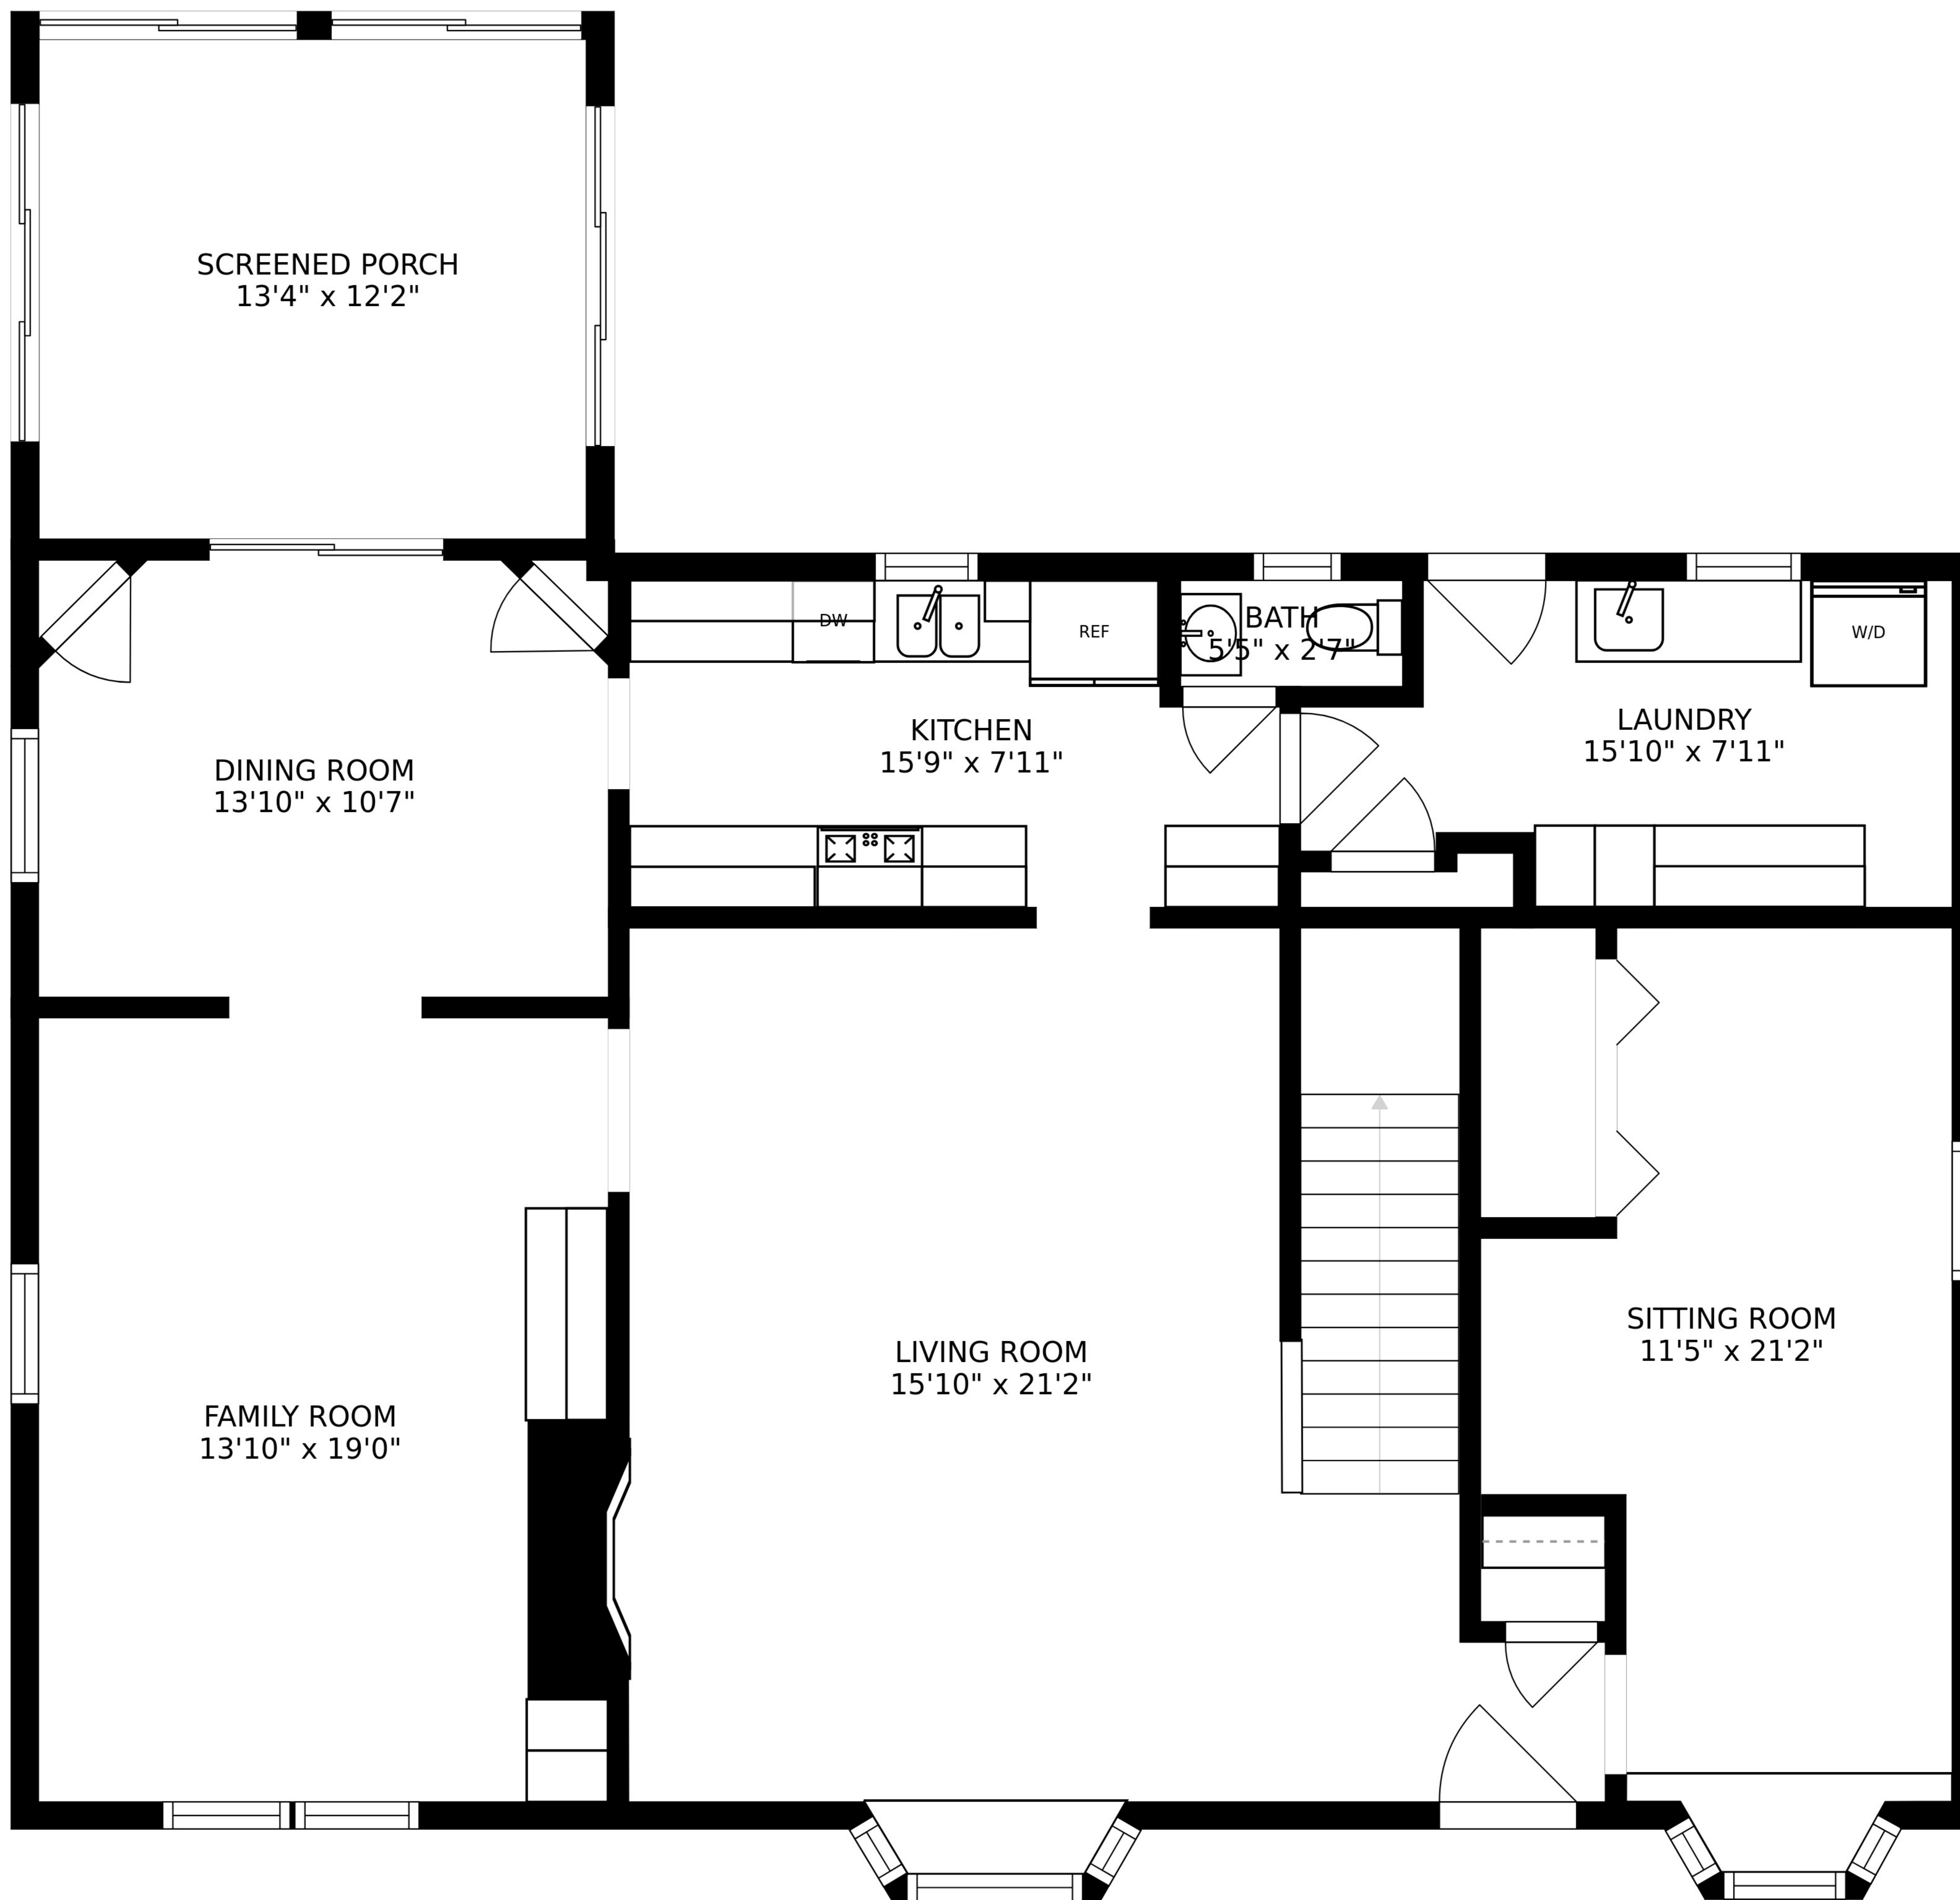 SCREENED PORCH
13'4" x 12'2"
DW
REF
BATH
5'5" x 2'7"
W/D
KITCHEN
15'9" x 7'11"
LAUNDRY
15'10" x 7'11"
DINING ROOM
13'10" x 10'7"
LIVING ROOM
15'10" x 21'2"
SITTING ROOM
11'5" x 21'2"
FAMILY ROOM
13'10" x 19'0"